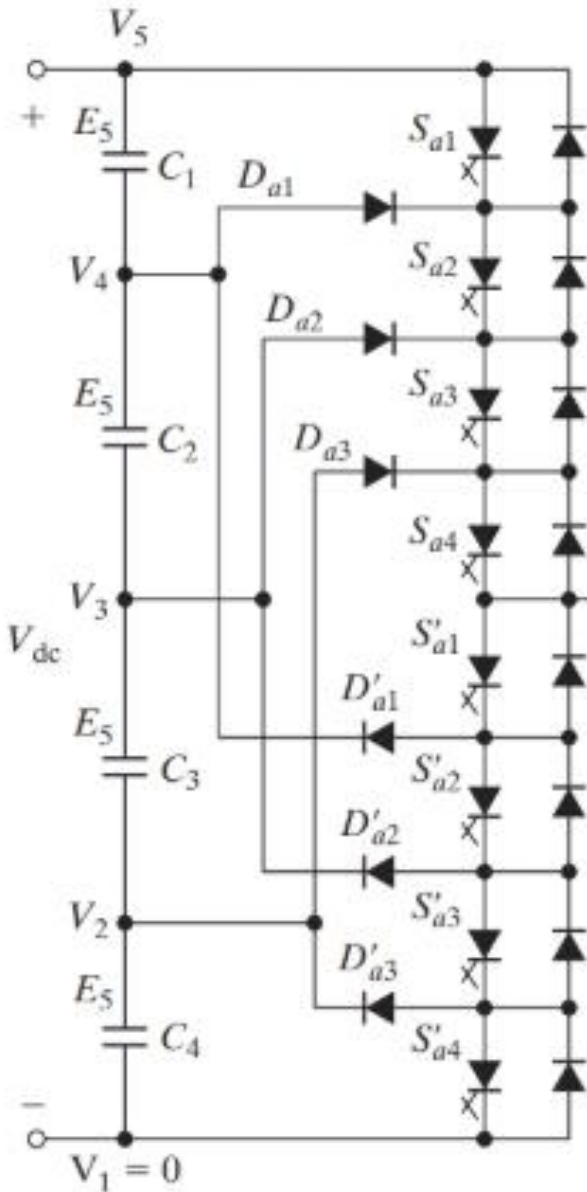 V5
+
E5
C1
Sa1
Da1
V4
Sa2
Da2
E5
C2
Sa3
Da3
Sa4
V3
Vdc
S'a1
D'a1
E5
C3
S'a2
D'a2
V2
S'a3
D'a3
E5
C4
S'a4
−
V1 = 0